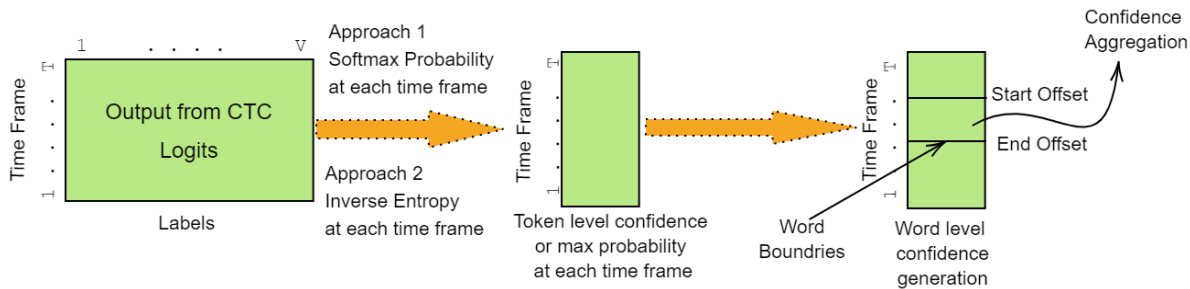 1 . . . . V
Time Frame
T
.
.
.
1
Output from CTC
Logits
Labels
Approach 1
Softmax Probability
at each time frame
Approach 2
Inverse Entropy
at each time frame
Time Frame
T
.
.
.
1
Token level confidence
or max probability
at each time frame
Time Frame
T
.
.
.
1
Start Offset
End Offset
Confidence
Aggregation
Word
Boundries
Word level
confidence
generation